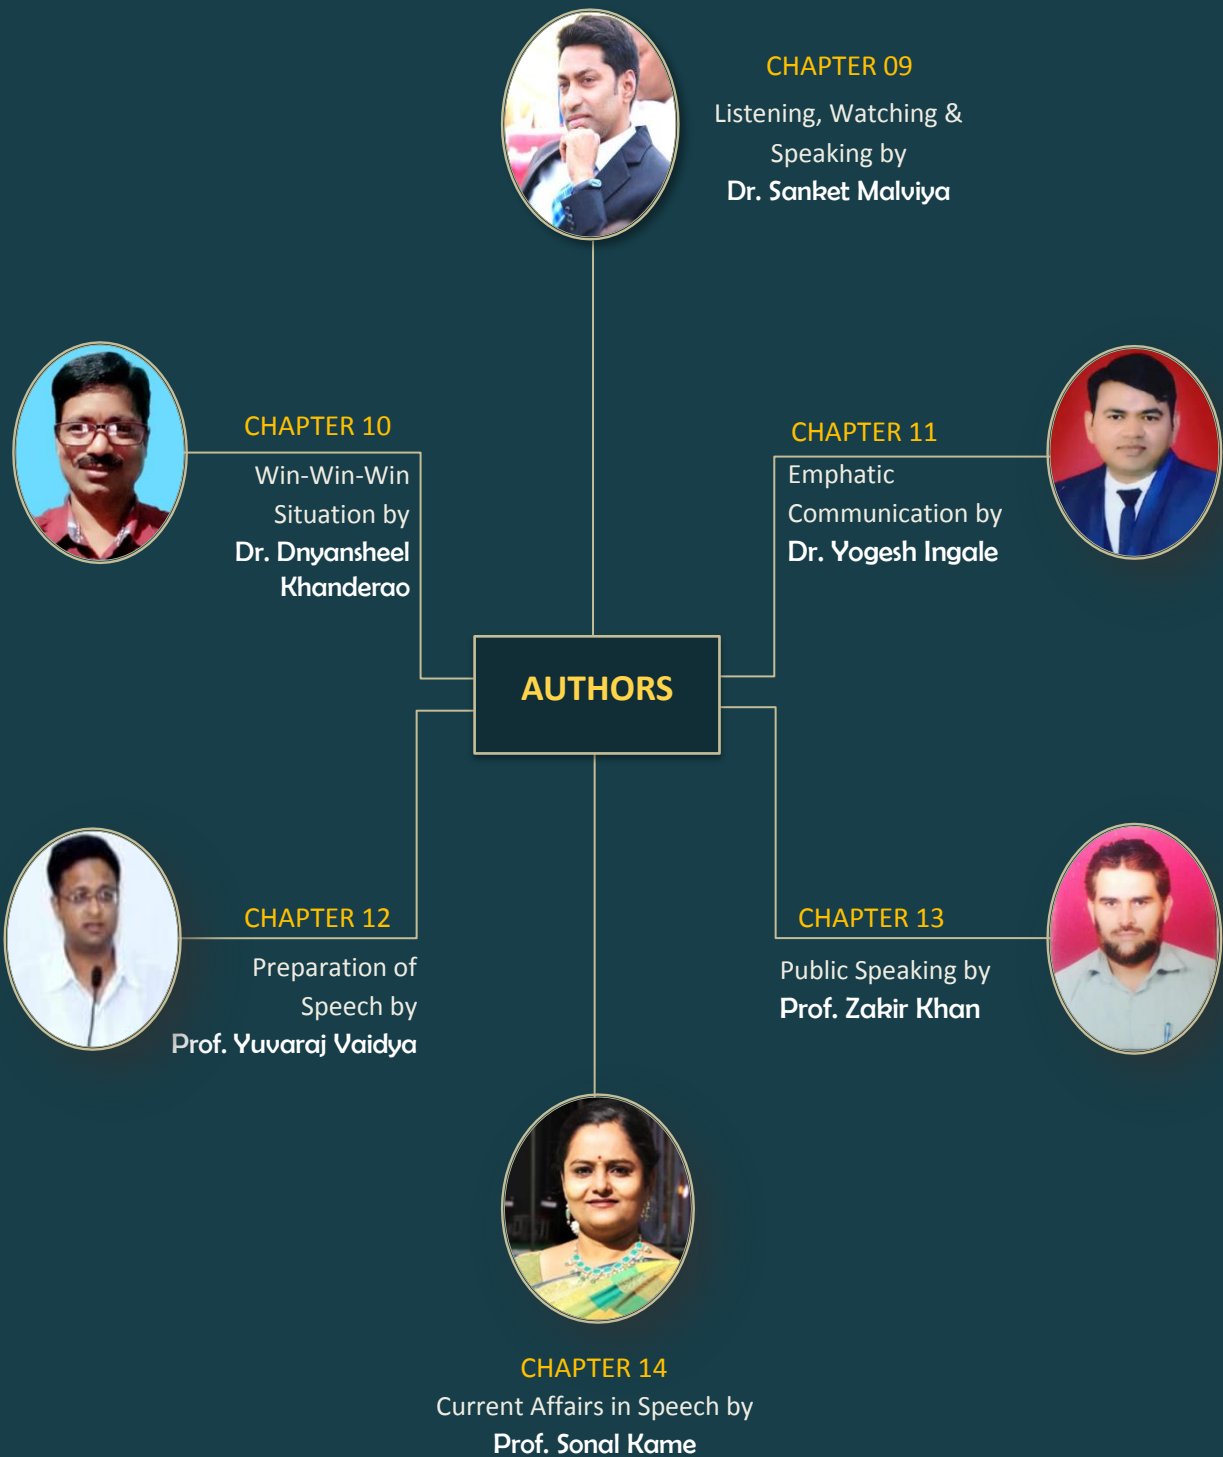 CHAPTER 09
Listening, Watching &
Speaking by
Dr. Sanket Malviya
CHAPTER 10
Win-Win-Win
Situation by
Dr. Dnyansheel
Khanderao
CHAPTER 11
Emphatic
Communication by
Dr. Yogesh Ingale
AUTHORS
CHAPTER 12
Preparation of
Speech by
Prof. Yuvaraj Vaidya
CHAPTER 13
Public Speaking by
Prof. Zakir Khan
CHAPTER 14
Current Affairs in Speech by
Prof. Sonal Kame